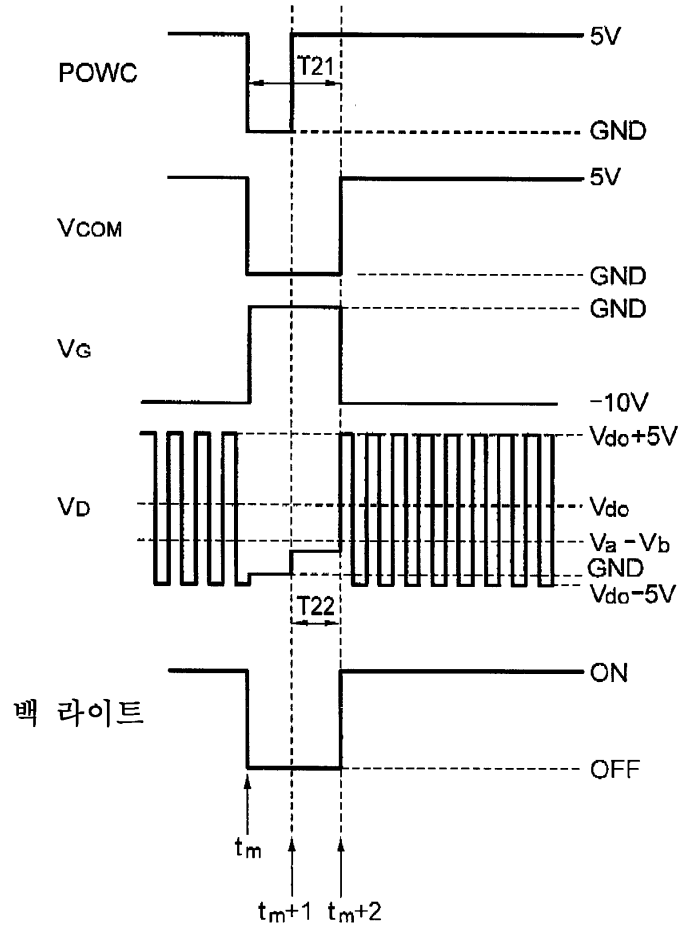 5V
POWC
T21
GND
5V
VCOM
GND
GND
VG
-10V
Vdo+5V
VD
Vdo
Va-Vb
GND
Vdo-5V
T22
ON
백 라이트
OFF
tm
tm+1
tm+2